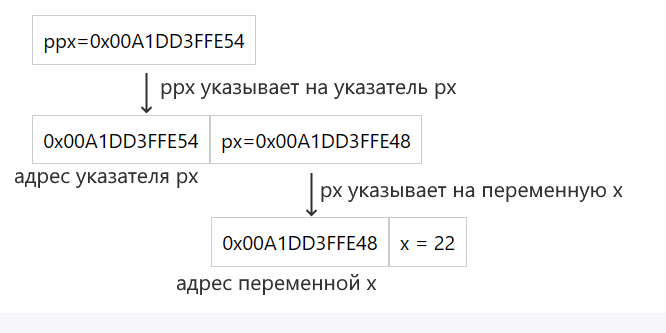 ppx=0x00A1DD3FFE54
ppx указывает на указатель px
0x00A1DD3FFE54 px=0x00A1DD3FFE48
адрес указателя px
px указывает на переменную x
0x00A1DD3FFE48 x = 22
адрес переменной x